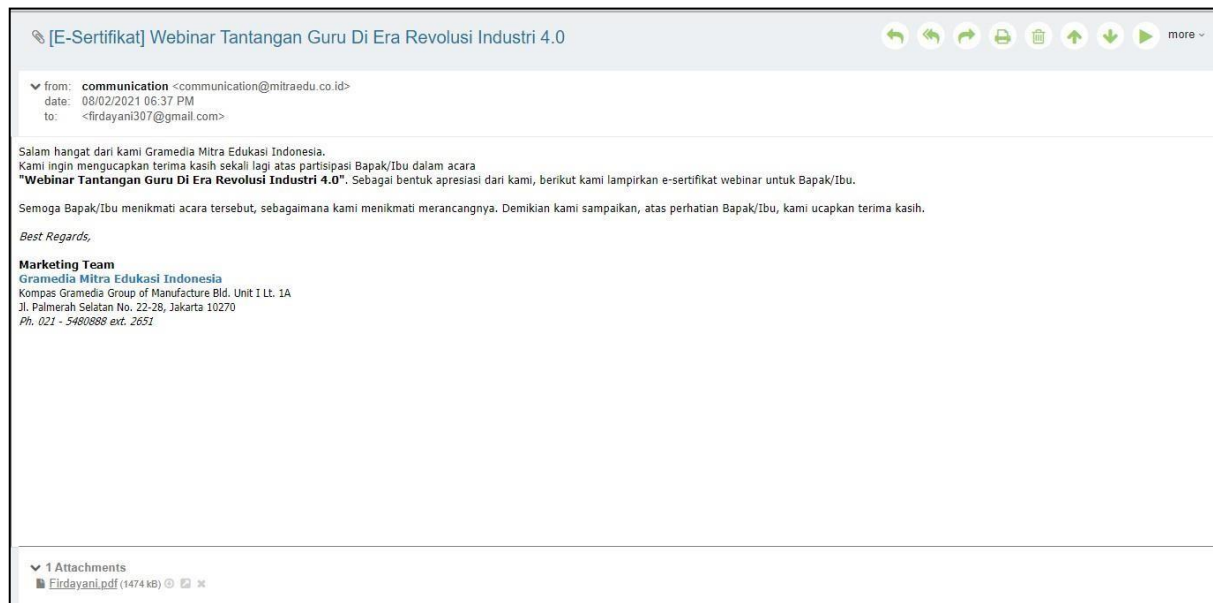 [E-Sertifikat] Webinar Tantangan Guru Di Era Revolusi Industri 4.0
more
from: communication <communication@mitraedu.co.id>
date: 08/02/2021 06:37 PM
to: <firdayani307@gmail.com>
Salam hangat dari kami Gramedia Mitra Edukasi Indonesia.
Kami ingin mengucapkan terima kasih sekali lagi atas partisipasi Bapak/Ibu dalam acara
"Webinar Tantangan Guru Di Era Revolusi Industri 4.0". Sebagai bentuk apresiasi dari kami, berikut kami lampirkan e-sertifikat webinar untuk Bapak/Ibu.
Semoga Bapak/Ibu menikmati acara tersebut, sebagaimana kami menikmati merancangnya. Demikian kami sampaikan, atas perhatian Bapak/Ibu, kami ucapkan terima kasih.
Best Regards,
Marketing Team
Gramedia Mitra Edukasi Indonesia
Kompas Gramedia Group of Manufacture Bld. Unit I Lt. 1A
Jl. Palmerah Selatan No. 22-28, Jakarta 10270
Ph. 021 - 5480888 ext. 2651
1 Attachments
Firdayani.pdf (1474 kB)